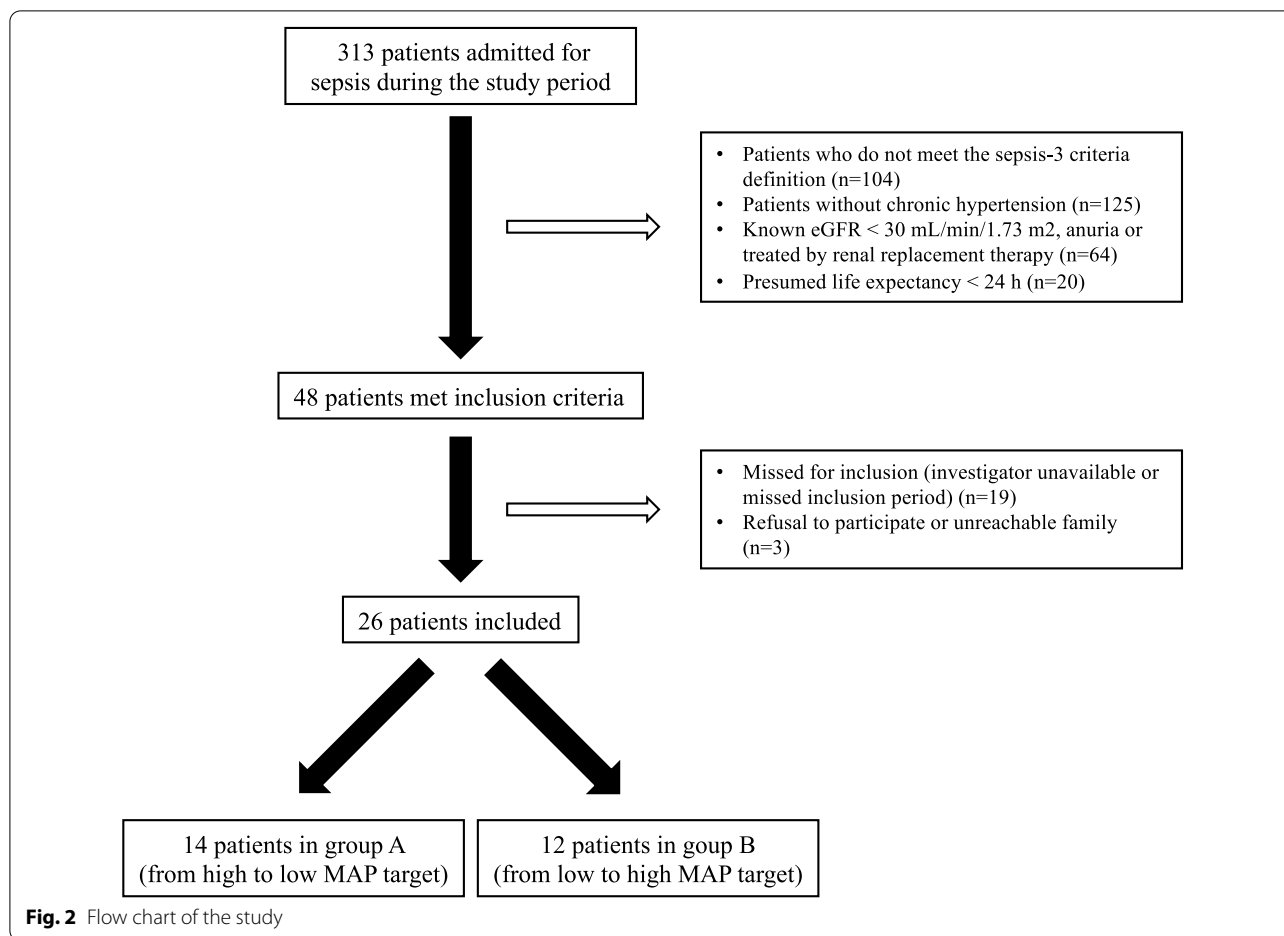 313 patients admitted for
sepsis during the study period
• Patients who do not meet the sepsis-3 criteria
definition (n=104)
• Patients without chronic hypertension (n=125)
• Known eGFR < 30 mL/min/1.73 m2, anuria or
treated by renal replacement therapy (n=64)
• Presumed life expectancy < 24 h (n=20)
48 patients met inclusion criteria
• Missed for inclusion (investigator unavailable or
missed inclusion period) (n=19)
• Refusal to participate or unreachable family
(n=3)
26 patients included
14 patients in group A
(from high to low MAP target)
12 patients in goup B
(from low to high MAP target)
Fig. 2 Flow chart of the study